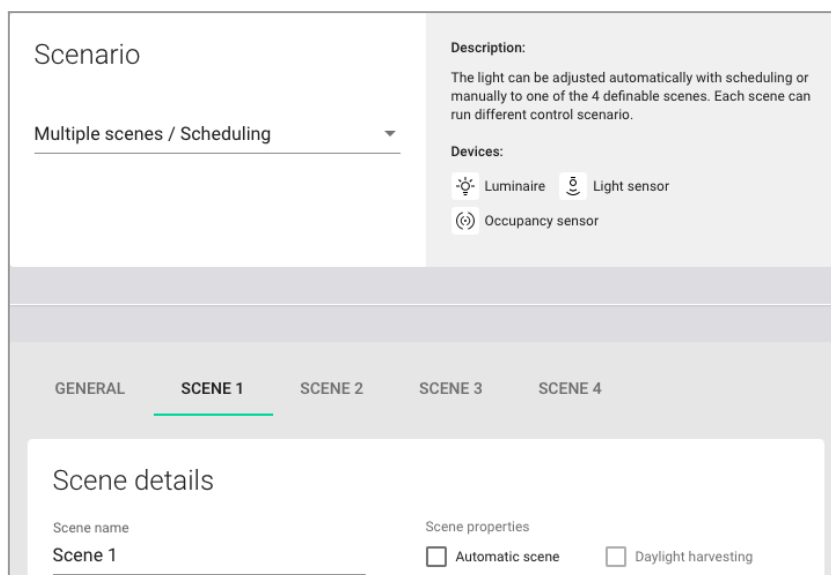 Scenario
Multiple scenes / Scheduling
Description:
The light can be adjusted automatically with scheduling or
manually to one of the 4 definable scenes. Each scene can
run different control scenario.
Devices:
Luminaire Light sensor
Occupancy sensor
GENERAL SCENE 1 SCENE 2 SCENE 3 SCENE 4
Scene details
Scene name
Scene 1
Scene properties
Automatic scene Daylight harvesting